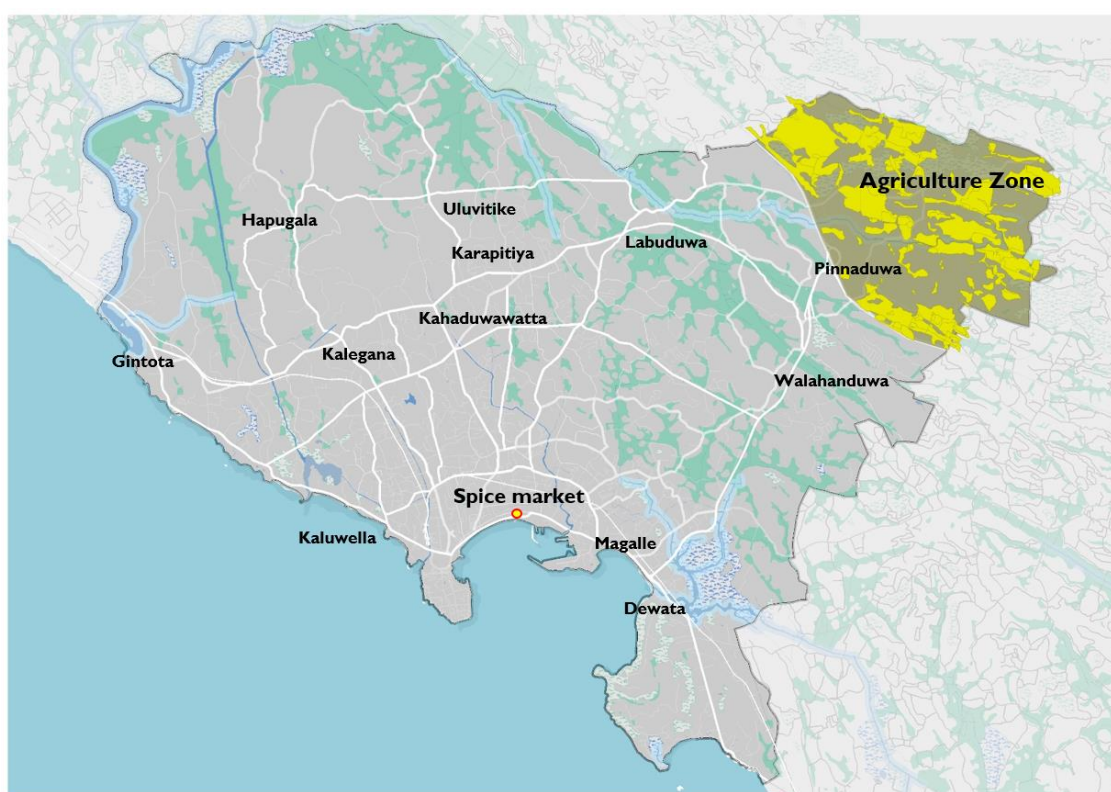 Agriculture Zone
Hapugala
Uluvitike
Labuduwa
Karapitiya
Pinnaduwa
Kahaduwawatta
Kalegana
Gintota
Walahanduwa
Spice market
Kaluwella
Magalle
Dewata